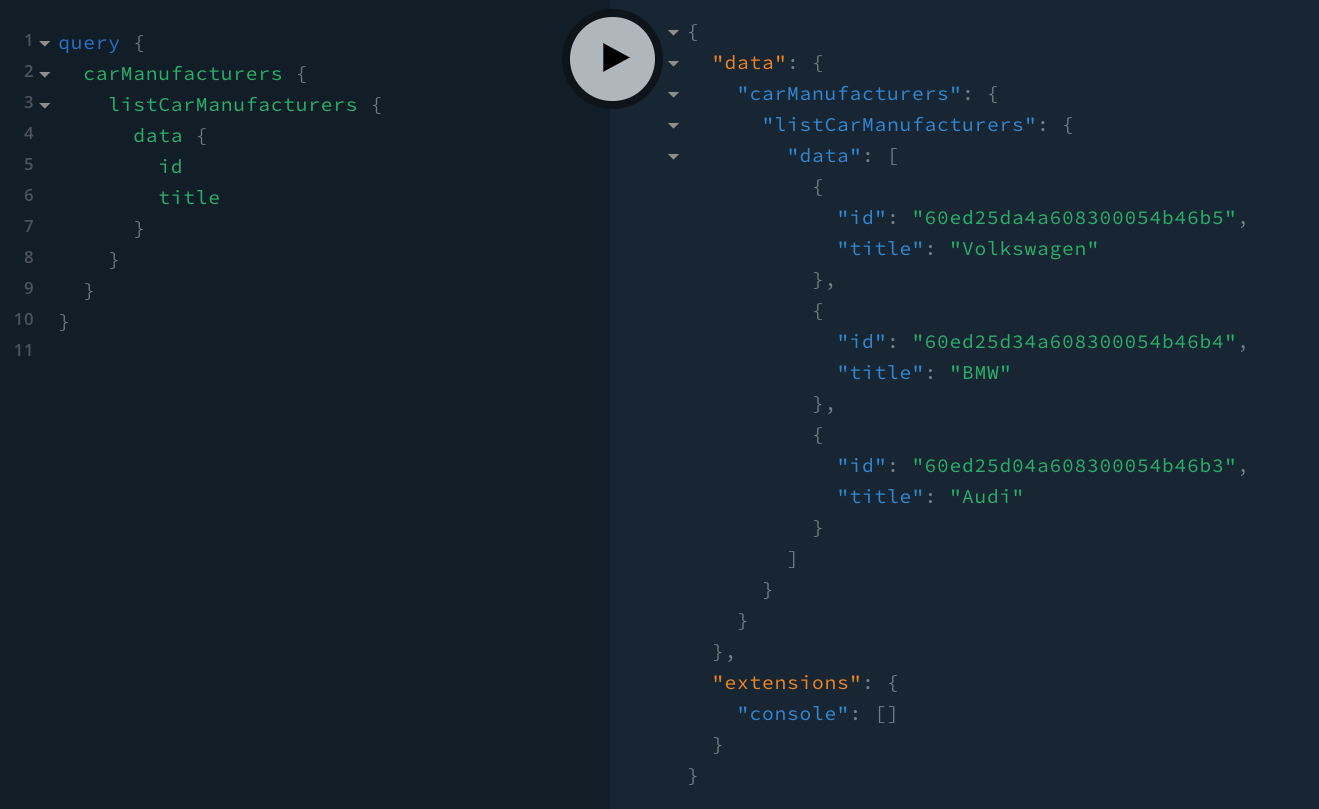 1 query {
2   carManufacturers {
3     listCarManufacturers {
4       data {
5         id
6         title
7       }
8     }
9   }
10 }
11
{
  "data": {
    "carManufacturers": {
      "listCarManufacturers": {
        "data": [
          {
            "id": "60ed25da4a608300054b46b5",
            "title": "Volkswagen"
          },
          {
            "id": "60ed25d34a608300054b46b4",
            "title": "BMW"
          },
          {
            "id": "60ed25d04a608300054b46b3",
            "title": "Audi"
          }
        ]
      }
    }
  },
  "extensions": {
    "console": []
  }
}